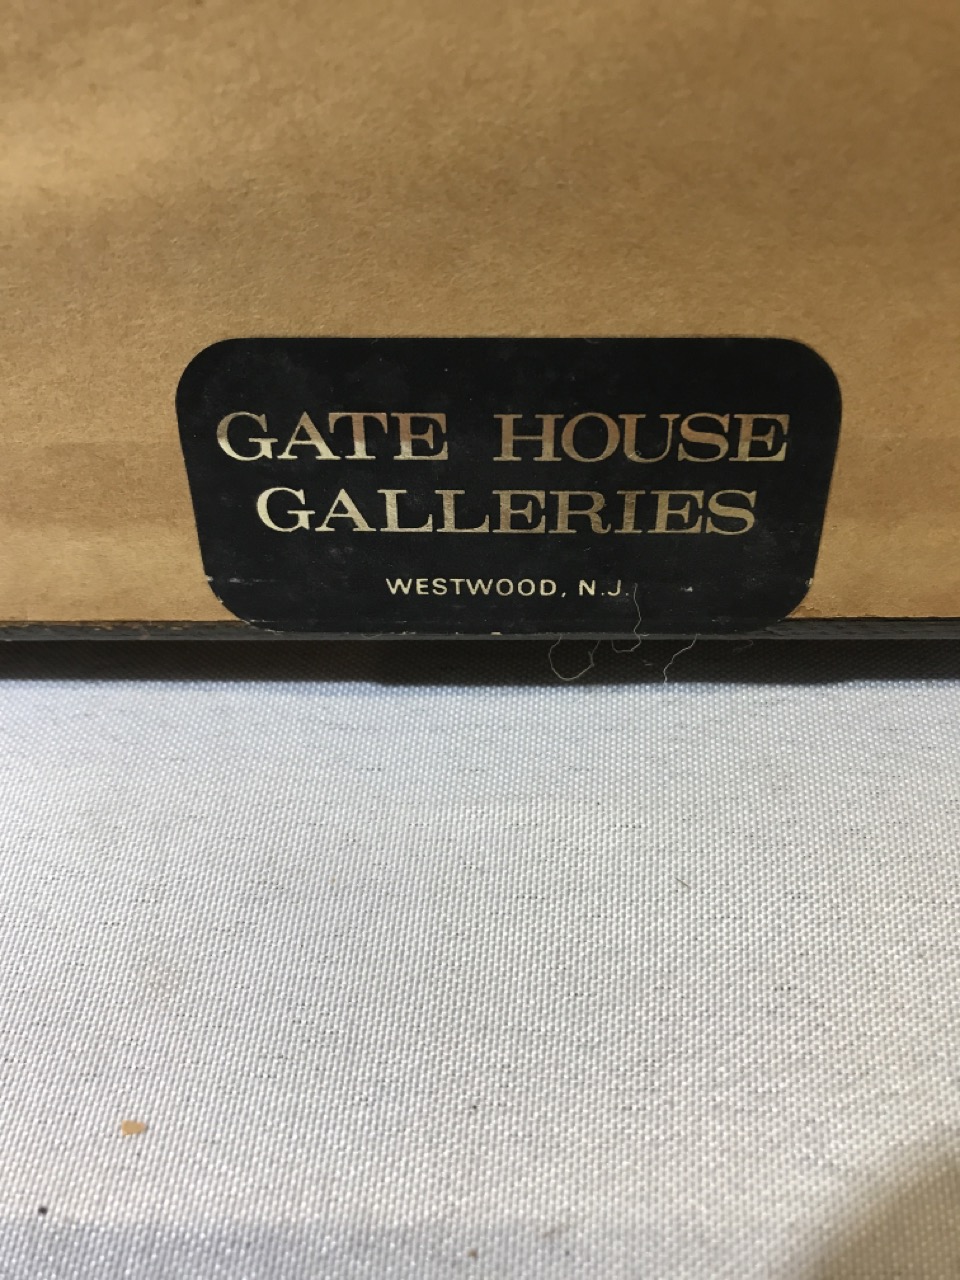 GATE HOUSE
GALLERIES
WESTWOOD, N.J.